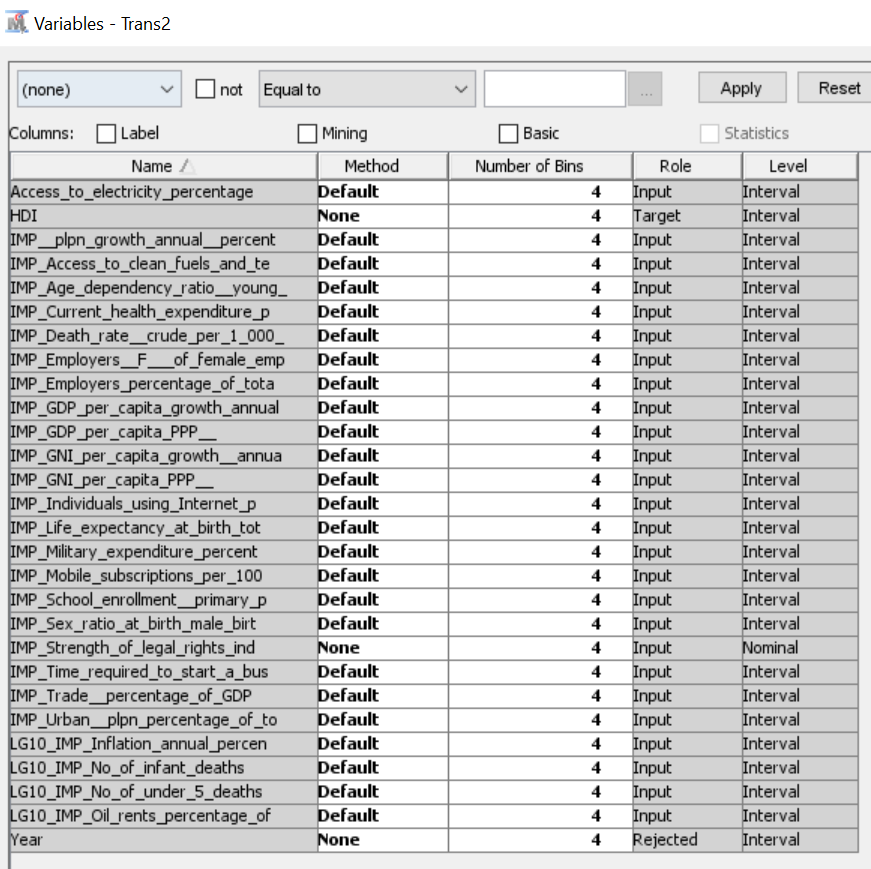 Variables - Trans2
(none) not Equal to ... Apply Reset
Columns: Label Mining Basic Statistics
Name Method Number of Bins Role Level
Access_to_electricity_percentage Default 4 Input Interval
HDI None 4 Target Interval
IMP__plpn_growth_annual__percent Default 4 Input Interval
IMP_Access_to_clean_fuels_and_te Default 4 Input Interval
IMP_Age_dependency_ratio__young_ Default 4 Input Interval
IMP_Current_health_expenditure_p Default 4 Input Interval
IMP_Death_rate__crude_per_1_000_ Default 4 Input Interval
IMP_Employers__F___of_female_emp Default 4 Input Interval
IMP_Employers_percentage_of_tota Default 4 Input Interval
IMP_GDP_per_capita_growth_annual Default 4 Input Interval
IMP_GDP_per_capita_PPP__ Default 4 Input Interval
IMP_GNI_per_capita_growth__annua Default 4 Input Interval
IMP_GNI_per_capita_PPP__ Default 4 Input Interval
IMP_Individuals_using_Internet_p Default 4 Input Interval
IMP_Life_expectancy_at_birth_tot Default 4 Input Interval
IMP_Military_expenditure_percent Default 4 Input Interval
IMP_Mobile_subscriptions_per_100 Default 4 Input Interval
IMP_School_enrollment__primary_p Default 4 Input Interval
IMP_Sex_ratio_at_birth_male_birt Default 4 Input Interval
IMP_Strength_of_legal_rights_ind None 4 Input Nominal
IMP_Time_required_to_start_a_bus Default 4 Input Interval
IMP_Trade__percentage_of_GDP Default 4 Input Interval
IMP_Urban__plpn_percentage_of_to Default 4 Input Interval
LG10_IMP_Inflation_annual_percen Default 4 Input Interval
LG10_IMP_No_of_infant_deaths Default 4 Input Interval
LG10_IMP_No_of_under_5_deaths Default 4 Input Interval
LG10_IMP_Oil_rents_percentage_of Default 4 Input Interval
Year None 4 Rejected Interval